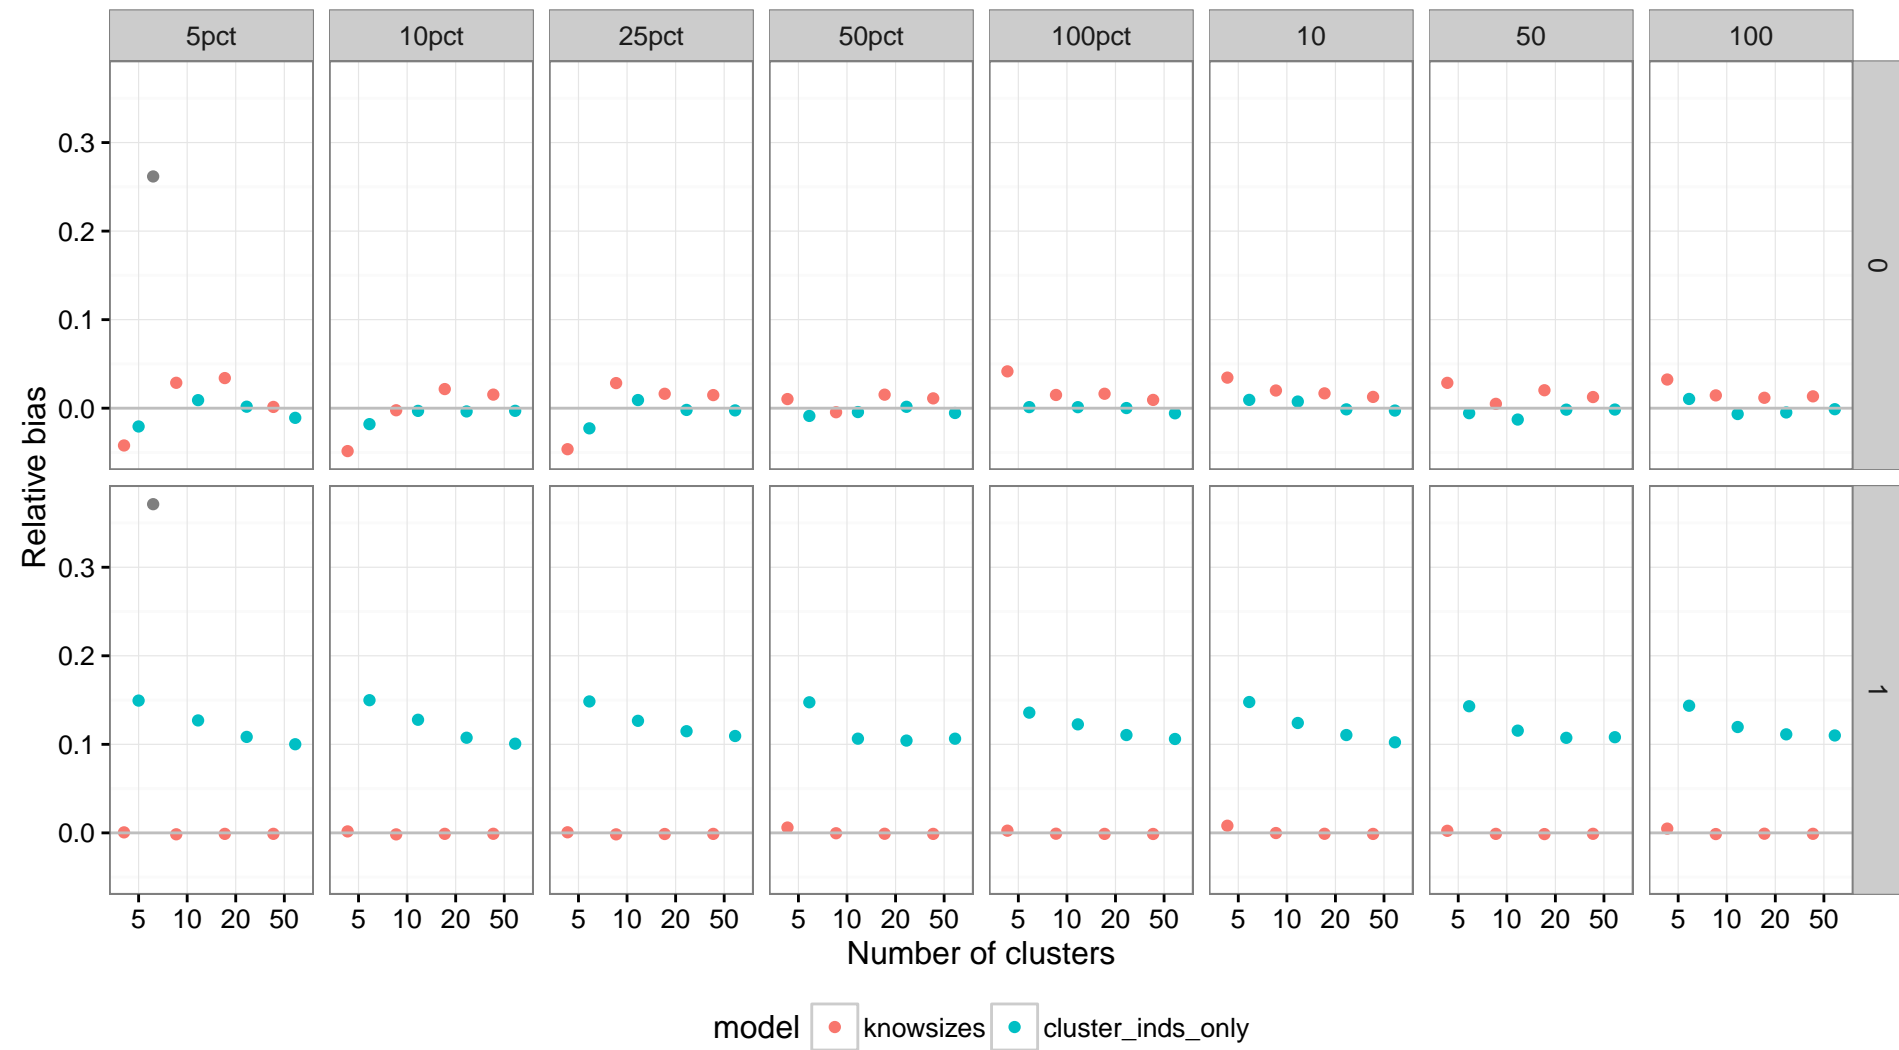 5pct 10pct 25pct 50pct 100pct 10 50 100
0.3
0.2
0.1
0.0
0
Relative bias
0.3
0.2
0.1
0.0
1
5 10 20 50 5 10 20 50 5 10 20 50 5 10 20 50 5 10 20 50 5 10 20 50 5 10 20 50 5 10 20 50
Number of clusters
model knowsizes cluster_inds_only